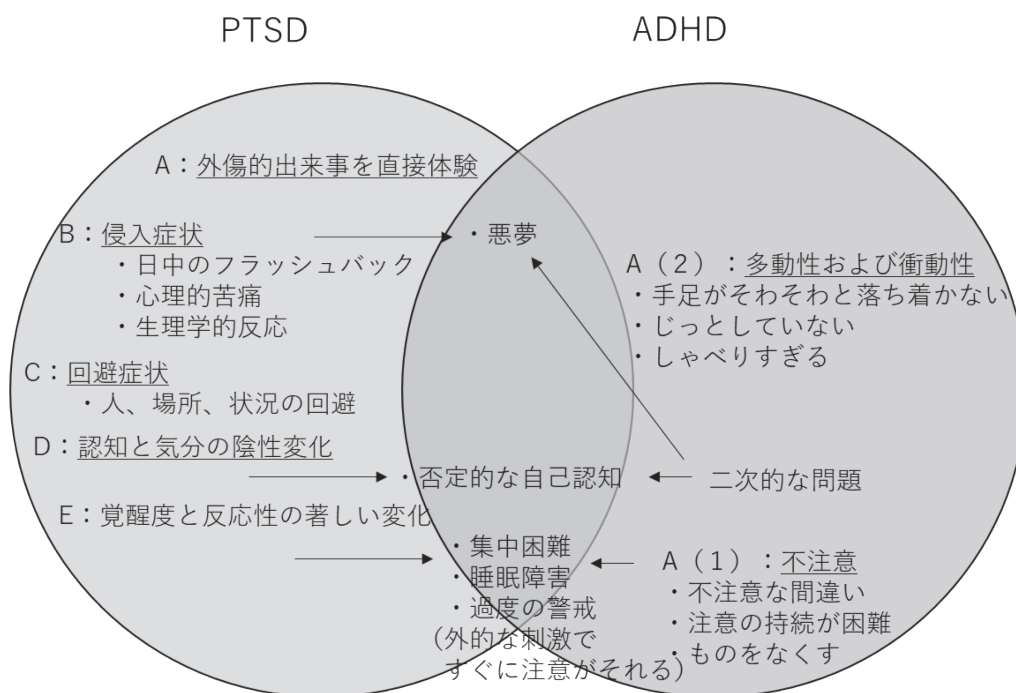 PTSD
ADHD
A：外傷的出来事を直接体験
B：侵入症状
・日中のフラッシュバック
・心理的苦痛
・生理学的反応
C：回避症状
・人、場所、状況の回避
D：認知と気分の陰性変化
E：覚醒度と反応性の著しい変化
・悪夢
・否定的な自己認知
・集中困難
・睡眠障害
・過度の警戒
（外的な刺激で
すぐに注意がそれる）
A（2）：多動性および衝動性
・手足がそわそわと落ち着かない
・じっとしていない
・しゃべりすぎる
二次的な問題
A（1）：不注意
・不注意な間違い
・注意の持続が困難
・ものをなくす